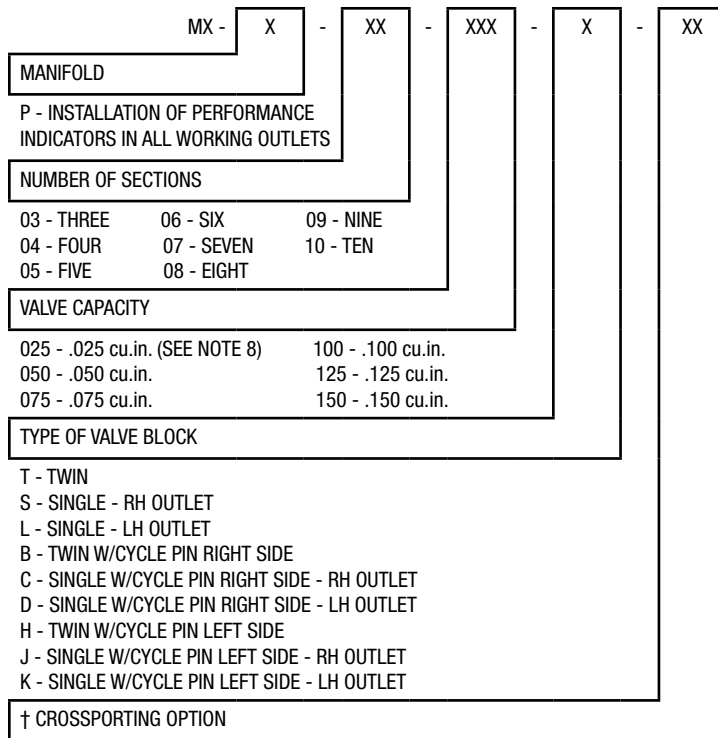 MX - X - XX - XXX - X - XX
MANIFOLD
P - INSTALLATION OF PERFORMANCE
INDICATORS IN ALL WORKING OUTLETS
NUMBER OF SECTIONS
03 - THREE 06 - SIX 09 - NINE
04 - FOUR 07 - SEVEN 10 - TEN
05 - FIVE 08 - EIGHT
VALVE CAPACITY
025 - .025 cu.in. (SEE NOTE 8) 100 - .100 cu.in.
050 - .050 cu.in. 125 - .125 cu.in.
075 - .075 cu.in. 150 - .150 cu.in.
TYPE OF VALVE BLOCK
T - TWIN
S - SINGLE - RH OUTLET
L - SINGLE - LH OUTLET
B - TWIN W/CYCLE PIN RIGHT SIDE
C - SINGLE W/CYCLE PIN RIGHT SIDE - RH OUTLET
D - SINGLE W/CYCLE PIN RIGHT SIDE - LH OUTLET
H - TWIN W/CYCLE PIN LEFT SIDE
J - SINGLE W/CYCLE PIN LEFT SIDE - RH OUTLET
K - SINGLE W/CYCLE PIN LEFT SIDE - LH OUTLET
† CROSSPORTING OPTION